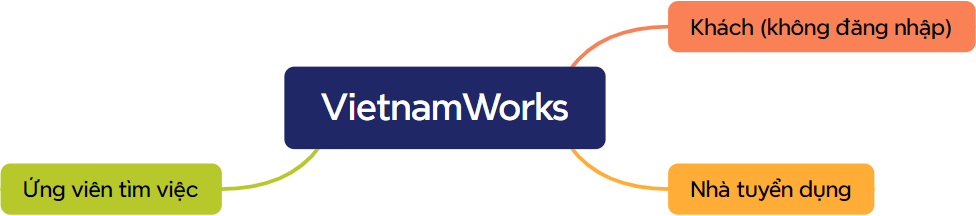 Khách (không đăng nhập)
VietnamWorks
Ứng viên tìm việc
Nhà tuyển dụng